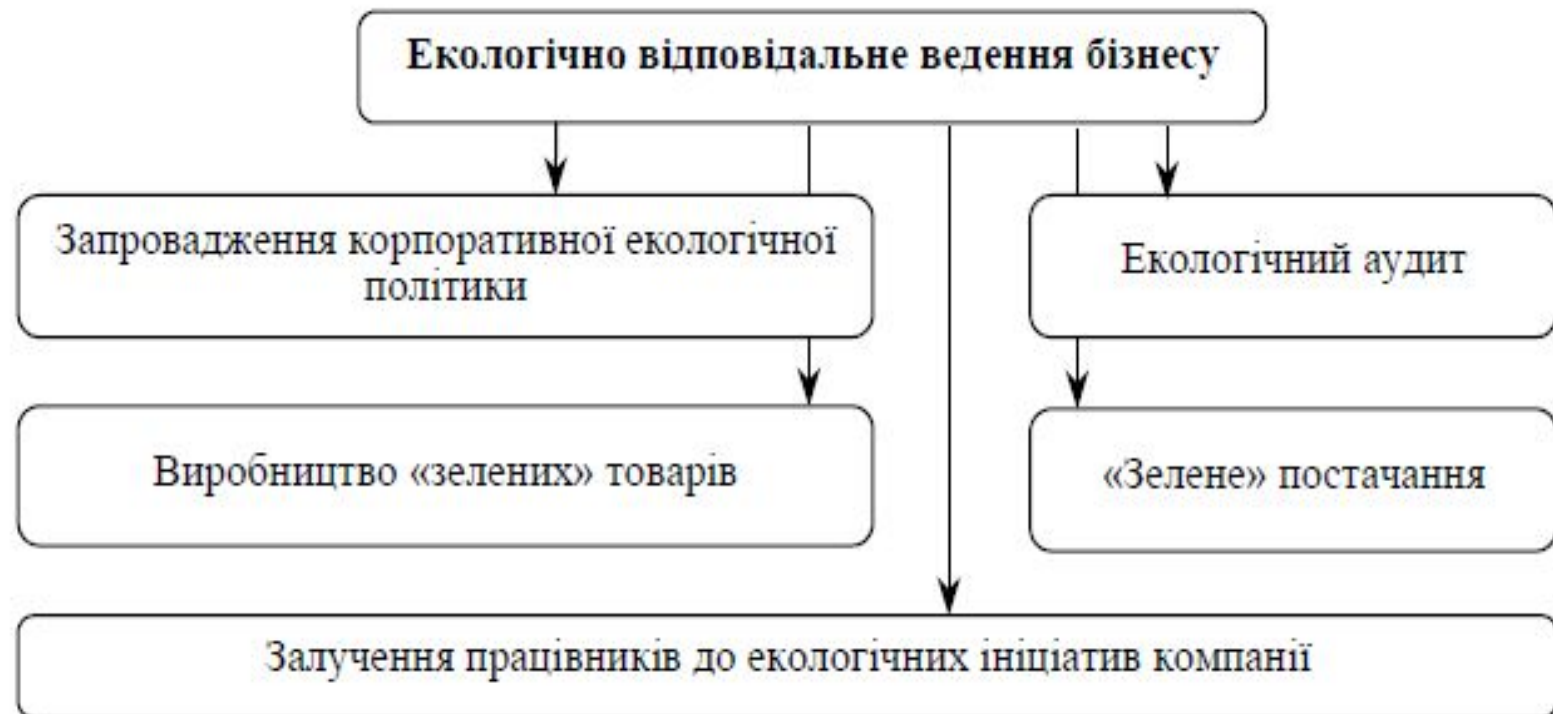 Екологічно відповідальне ведення бізнесу
Запровадження корпоративної екологічної
політики
Екологічний аудит
Виробництво «зелених» товарів
«Зелене» постачання
Залучення працівників до екологічних ініціатив компанії